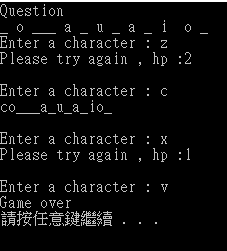 Question
_ o ___ a _ u _ a _ i o _
Enter a character : z
Please try again , hp :2
Enter a character : c
co___a_u_a_io_
Enter a character : x
Please try again , hp :1
Enter a character : v
Game over
請按任意鍵繼續 . . .